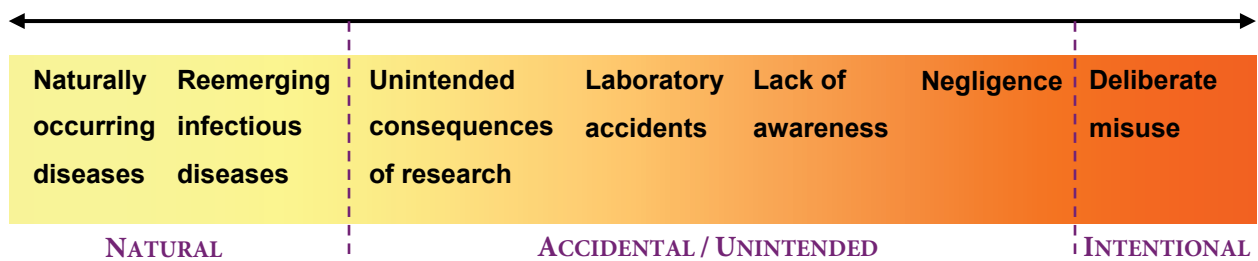 Naturally
occurring
diseases
Reemerging
infectious
diseases
Unintended
consequences
of research
Laboratory
accidents
Lack of
awareness
Negligence
Deliberate
misuse
NATURAL
ACCIDENTAL / UNINTENDED
INTENTIONAL